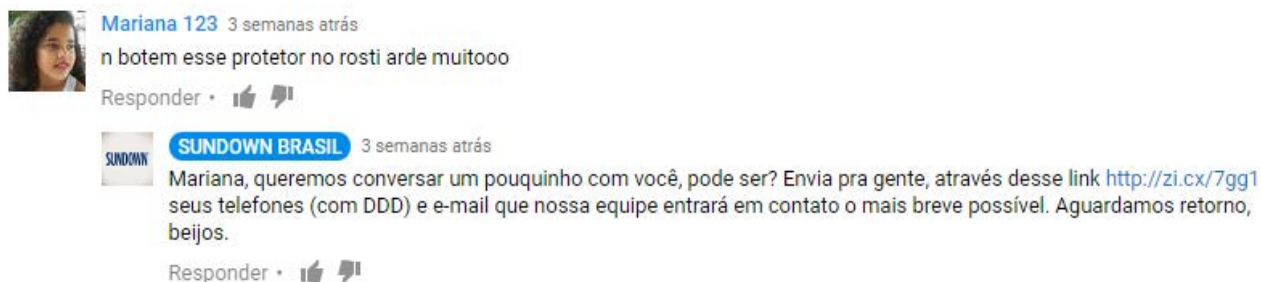 Mariana 123 3 semanas atrás
n botem esse protetor no rosti arde muitooo
Responder •
SUNDOWN
SUNDOWN BRASIL 3 semanas atrás
Mariana, queremos conversar um pouquinho com você, pode ser? Envia pra gente, através desse link http://zi.cx/7gg1
seus telefones (com DDD) e e-mail que nossa equipe entrará em contato o mais breve possível. Aguardamos retorno,
beijos.
Responder •